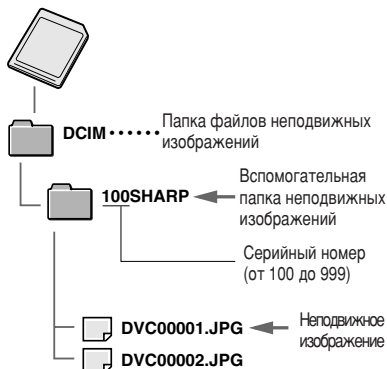 DCIM •••••• Папка файлов неподвижных
изображений
Вспомогательная
100SHARP папка неподвижных
изображений
Серийный номер
(от 100 до 999)
DVC00001.JPG Неподвижное
изображение
DVC00002.JPG